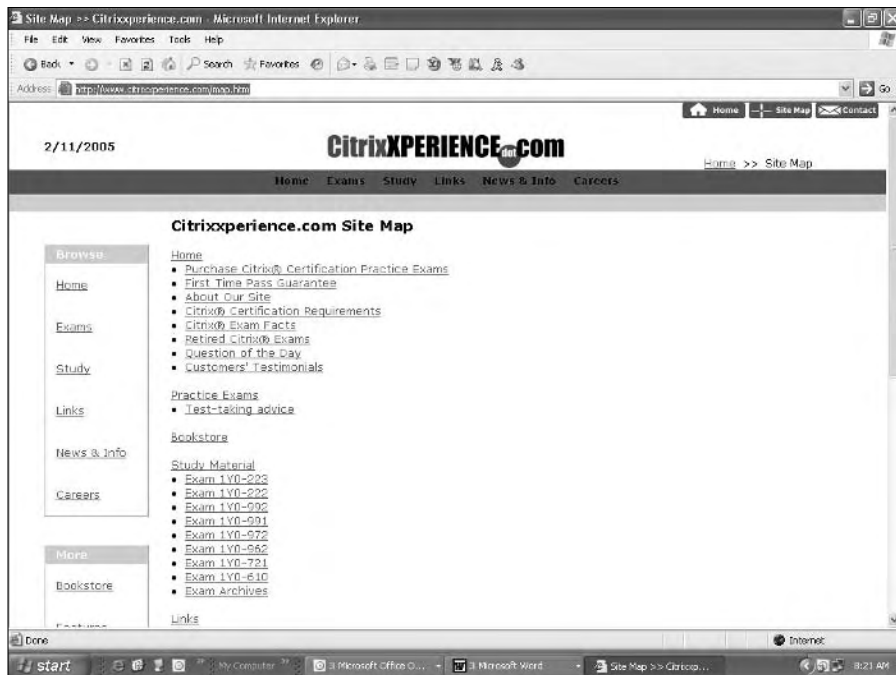 Site Map >> Citrixxperience.com - Microsoft Internet Explorer
File Edit View Favorites Tools Help
Back Search Favorites
Address http://www.citrixxperience.com/map.htm Go
Home Site Map Contact
2/11/2005
CitrixXPERIENCE dot COM
Home >> Site Map
Home Exams Study Links News & Info Careers
Citrixxperience.com Site Map
Browse
Home
Exams
Study
Links
News & Info
Careers
More
Bookstore
Home
• Purchase Citrix® Certification Practice Exams
• First Time Pass Guarantee
• About Our Site
• Citrix® Certification Requirements
• Citrix® Exam Facts
• Retired Citrix® Exams
• Question of the Day
• Customers' Testimonials
Practice Exams
• Test-taking advice
Bookstore
Study Material
• Exam 1Y0-223
• Exam 1Y0-222
• Exam 1Y0-992
• Exam 1Y0-991
• Exam 1Y0-972
• Exam 1Y0-962
• Exam 1Y0-721
• Exam 1Y0-610
• Exam Archives
Links
Done Internet
start My Computer 3 Microsoft Office O... 3 Microsoft Word Site Map >> Citrixxp... 8:21 AM